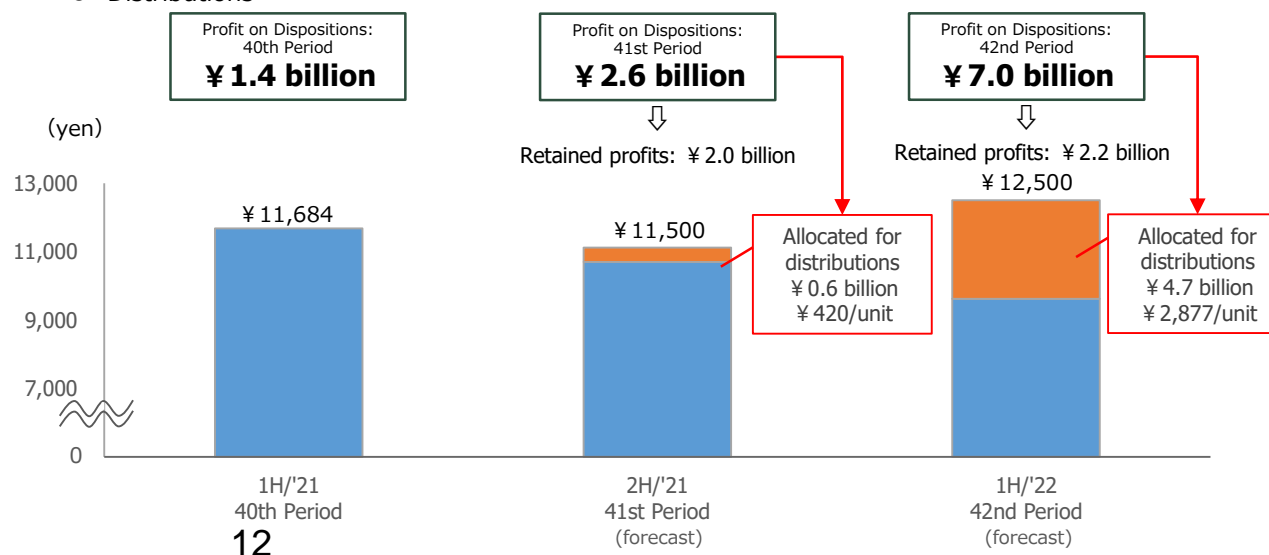 Distributions
Profit on Dispositions:
40th Period
¥1.4 billion
Profit on Dispositions:
41st Period
¥2.6 billion
Profit on Dispositions:
42nd Period
¥7.0 billion
(yen)
Retained profits: ¥2.0 billion
Retained profits: ¥2.2 billion
13,000
11,000
9,000
7,000
0
¥11,684
¥11,500
¥12,500
Allocated for
distributions
¥0.6 billion
¥420/unit
Allocated for
distributions
¥4.7 billion
¥2,877/unit
1H/'21
40th Period
2H/'21
41st Period
(forecast)
1H/'22
42nd Period
(forecast)
12